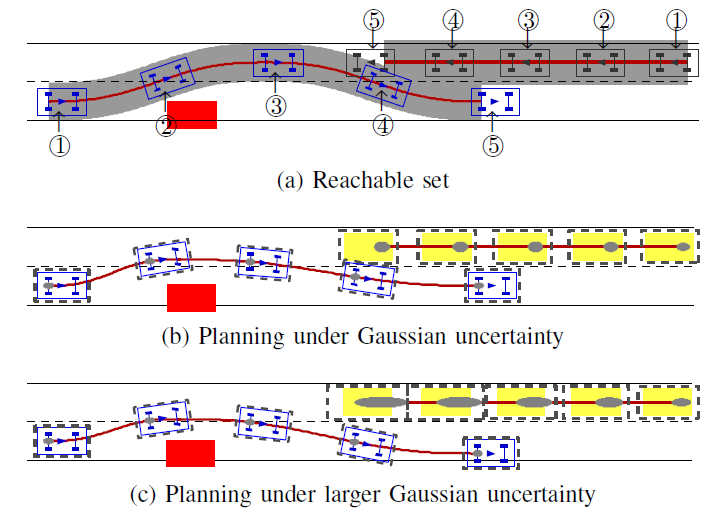 ⑤ ④ ③ ② ①
① ② ③ ④ ⑤
(a) Reachable set
(b) Planning under Gaussian uncertainty
(c) Planning under larger Gaussian uncertainty